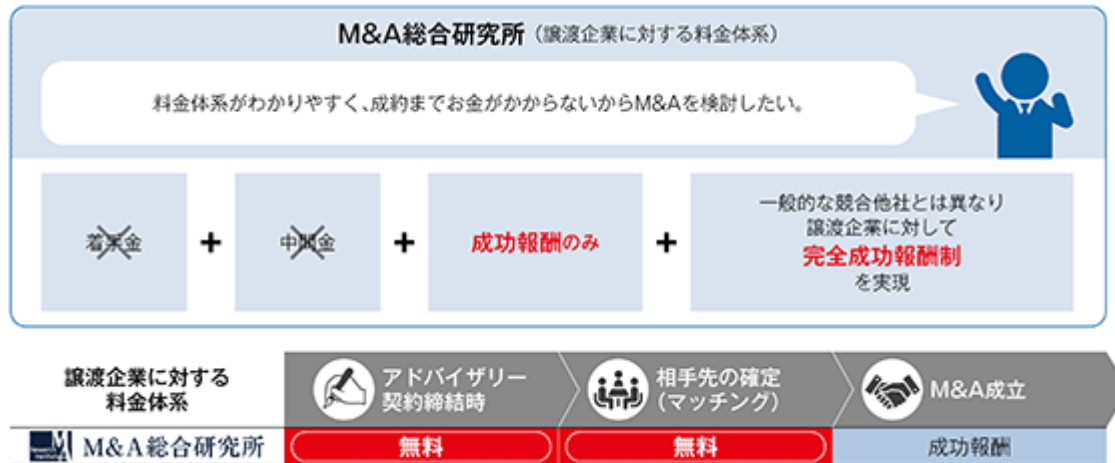 M&A総合研究所（譲渡企業に対する料金体系）
料金体系がわかりやすく、成約までお金がかからないからM&Aを検討したい。
着手金
+
中間金
+
成功報酬のみ
+
一般的な競合他社とは異なり
譲渡企業に対して
完全成功報酬制
を実現
譲渡企業に対する
料金体系
アドバイザリー
契約締結時
相手先の確定
（マッチング）
M&A成立
M&A総合研究所
無料
無料
成功報酬